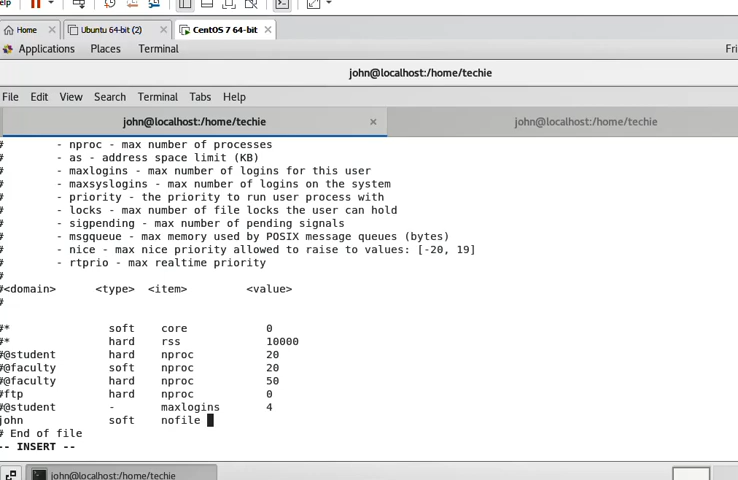 elp
Home
Ubuntu 64-bit (2)
CentOS 7 64-bit
Applications Places Terminal Fri
john@localhost:/home/techie
File Edit View Search Terminal Tabs Help
john@localhost:/home/techie × john@localhost:/home/techie
# - nproc - max number of processes
# - as - address space limit (KB)
# - maxlogins - max number of logins for this user
# - maxsyslogins - max number of logins on the system
# - priority - the priority to run user process with
# - locks - max number of file locks the user can hold
# - sigpending - max number of pending signals
# - msgqueue - max memory used by POSIX message queues (bytes)
# - nice - max nice priority allowed to raise to values: [-20, 19]
# - rtprio - max realtime priority
#
#<domain> <type> <item> <value>
#
#* soft core 0
#* hard rss 10000
#@student hard nproc 20
#@faculty soft nproc 20
#@faculty hard nproc 50
#ftp hard nproc 0
#@student - maxlogins 4
john soft nofile
# End of file
-- INSERT --
john@localhost:/home/techie